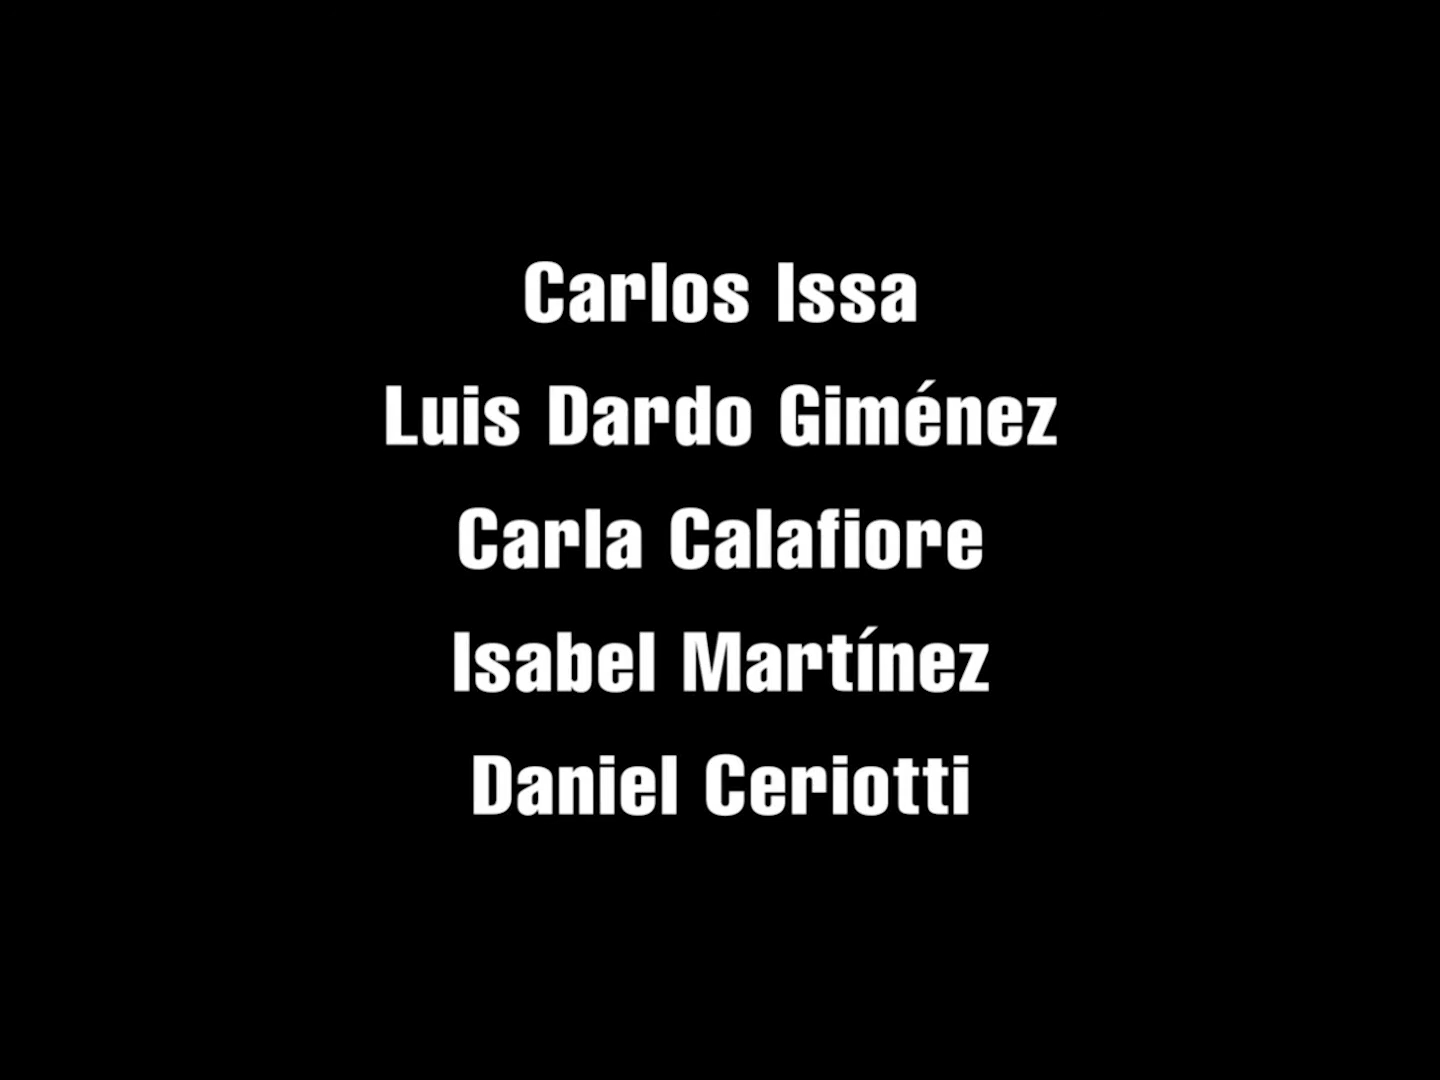 Carlos Issa
Luis Dardo Giménez
Carla Calafiore
Isabel Martínez
Daniel Ceriotti